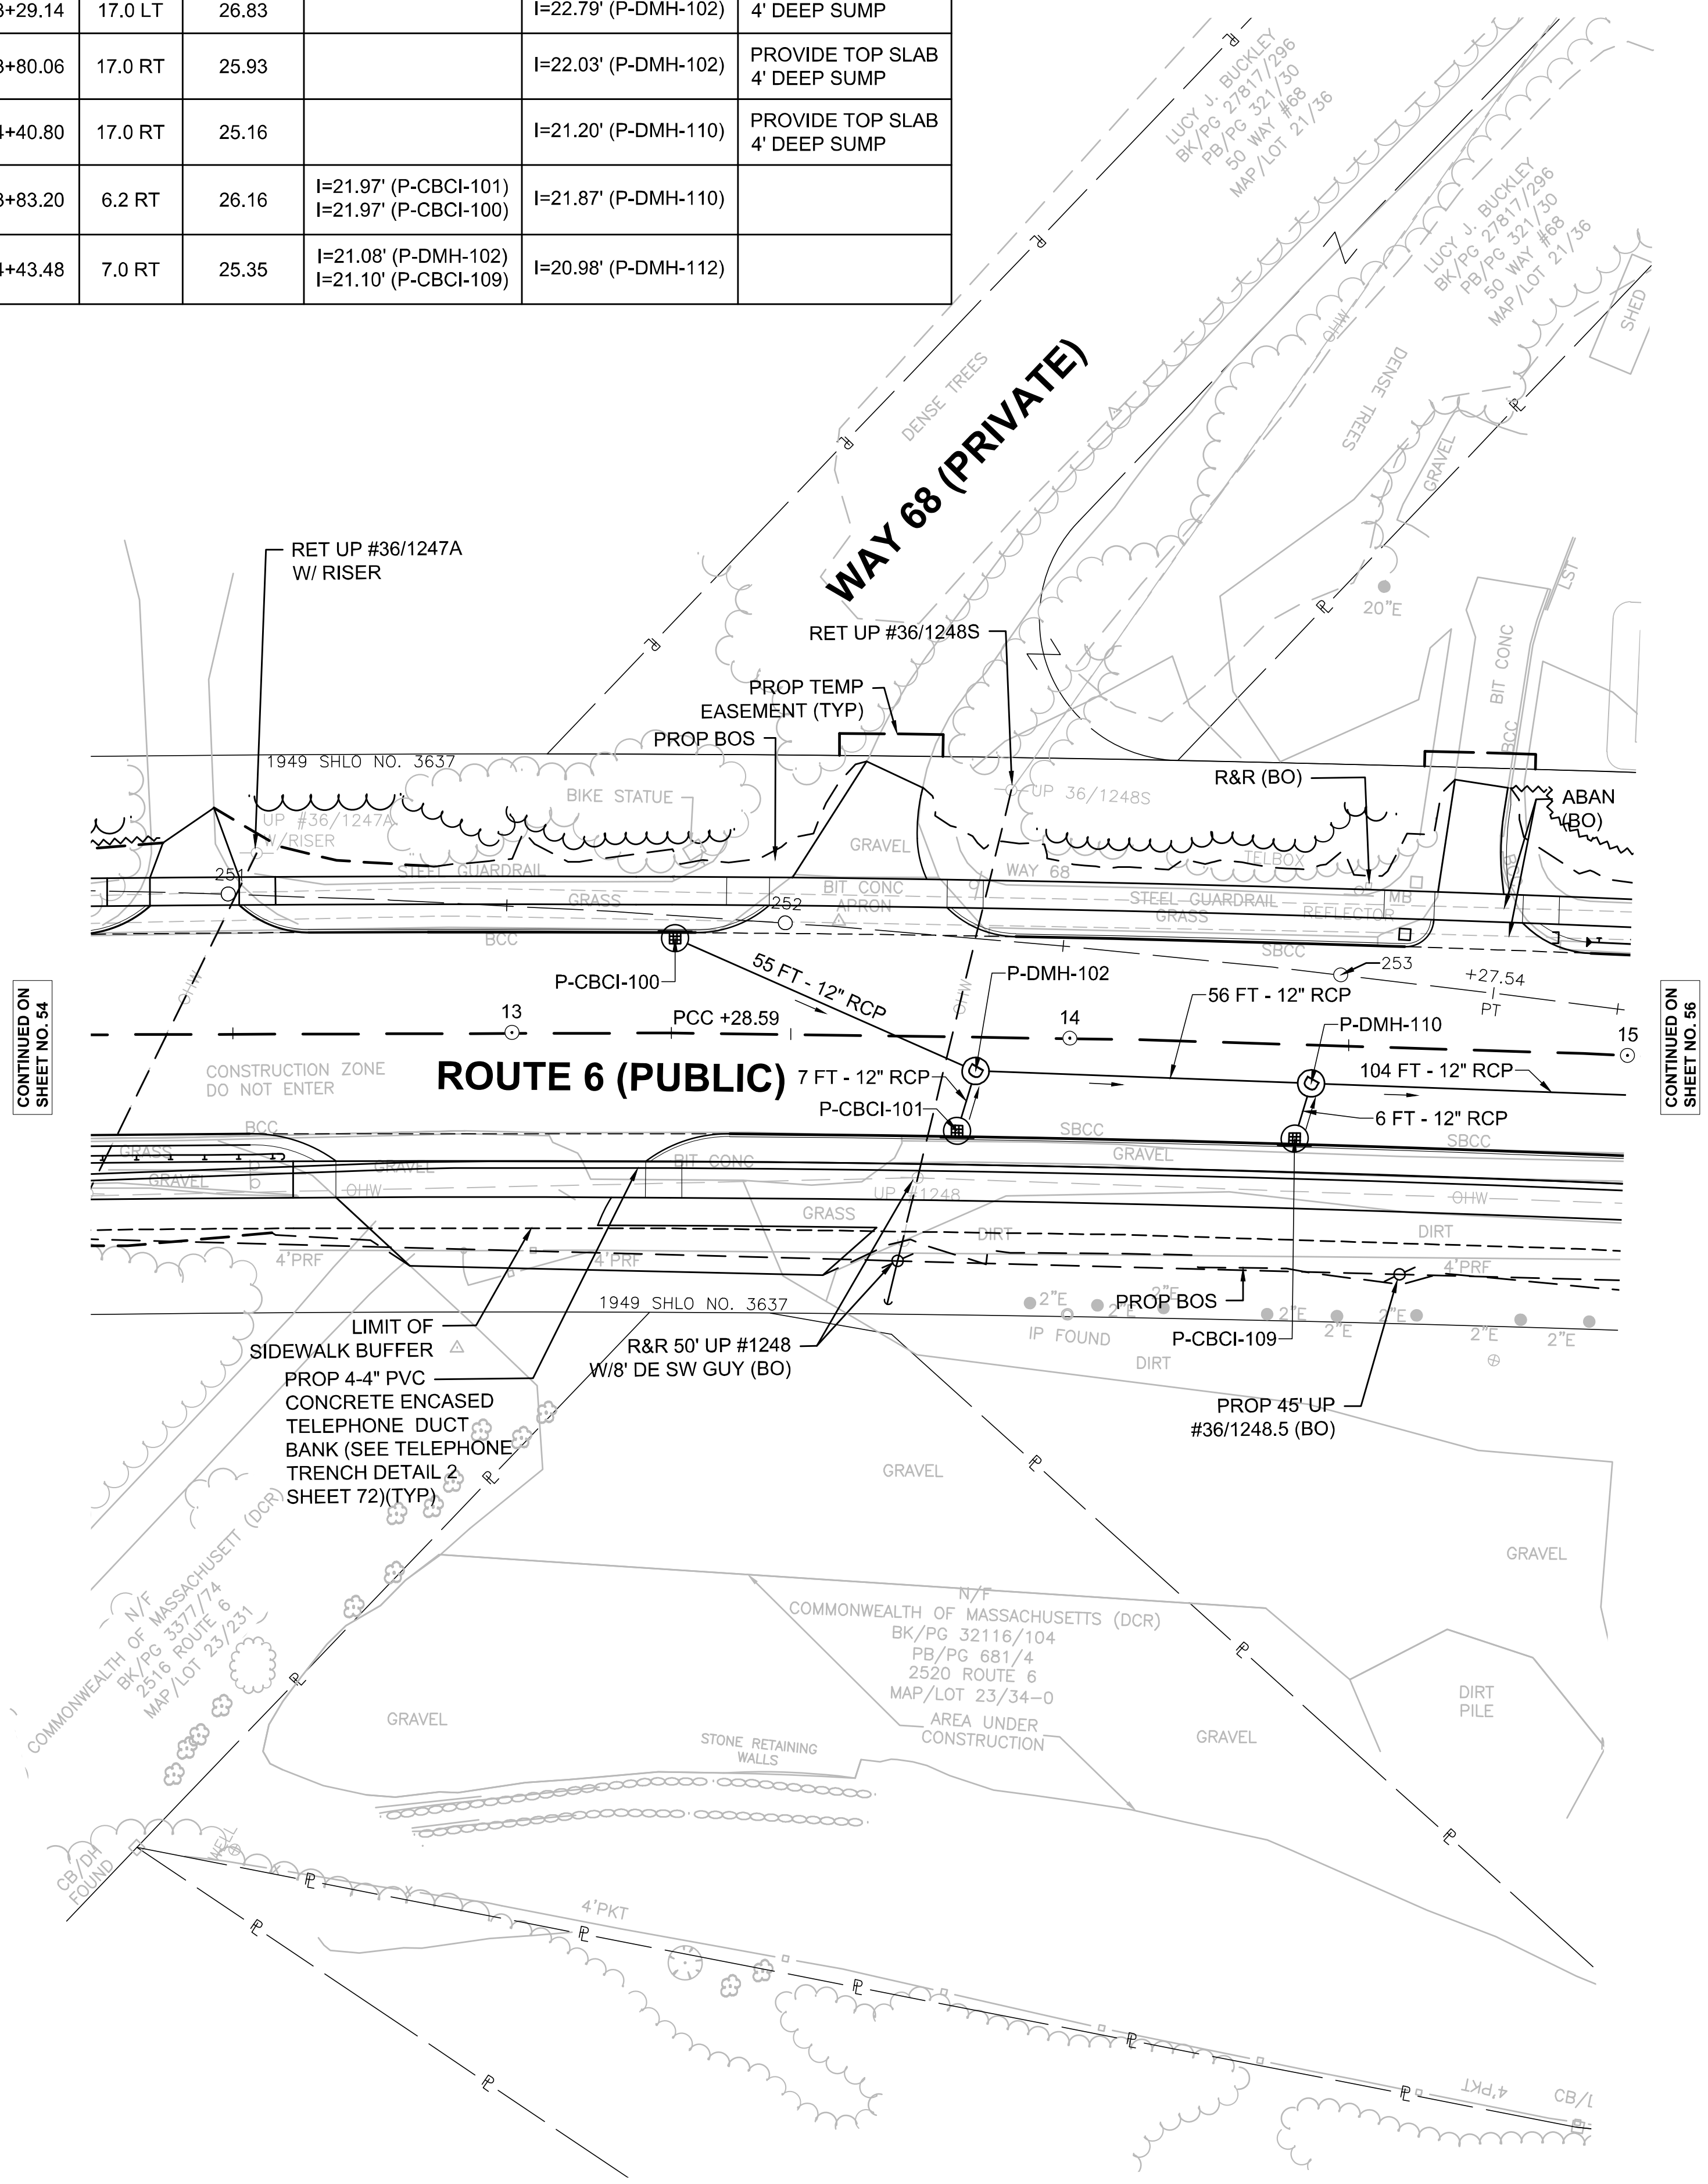 3+29.14 17.0 LT 26.83 I=22.79' (P-DMH-102) 4' DEEP SUMP
3+80.06 17.0 RT 25.93 I=22.03' (P-DMH-102) PROVIDE TOP SLAB
4' DEEP SUMP
4+40.80 17.0 RT 25.16 I=21.20' (P-DMH-110) PROVIDE TOP SLAB
4' DEEP SUMP
3+83.20 6.2 RT 26.16 I=21.97' (P-CBCI-101) I=21.87' (P-DMH-110)
I=21.97' (P-CBCI-100)
4+43.48 7.0 RT 25.35 I=21.08' (P-DMH-102) I=20.98' (P-DMH-112)
I=21.10' (P-CBCI-109)
LUCY J. BUCKLEY
BK/PG 27817/296
PB/PG 321/30
50 WAY #68
MAP/LOT 21/36
LUCY J. BUCKLEY
BK/PG 27817/296
PB/PG 321/30
50 WAY #68
MAP/LOT 21/36
SHED
OHW
DENSE TREES
DENSE TREES
GRAVEL
WAY 68 (PRIVATE)
RET UP #36/1247A
W/ RISER
LST
20"E
BIT CONC
BCC
RET UP #36/1248S
PROP TEMP
EASEMENT (TYP)
PROP BOS
1949 SHLO NO. 3637
R&R (BO)
BIKE STATUE
UP 36/1248S
ABAN
(BO)
UP #36/1247A
W/RISER
GRAVEL
TELBOX
STEEL GUARDRAIL
WAY 68
251
BIT CONC
APRON
GRASS
STEEL GUARDRAIL
GRASS
MB
REFLECTOR
252
BCC
SBCC
P-CBCI-100
55 FT - 12" RCP
P-DMH-102
253
+27.54
PT
56 FT - 12" RCP
OHW
OHW
CONTINUED ON
SHEET NO. 54
CONTINUED ON
SHEET NO. 56
13
PCC +28.59
14
P-DMH-110
15
CONSTRUCTION ZONE
DO NOT ENTER
ROUTE 6 (PUBLIC)
7 FT - 12" RCP
104 FT - 12" RCP
P-CBCI-101
6 FT - 12" RCP
BCC
SBCC
SBCC
GRASS
GRAVEL
GRAVEL
BIT CONC
GRAVEL
OHW
UP #1248
OHW
GRASS
DIRT
DIRT
4'PRF
4'PRF
4'PRF
1949 SHLO NO. 3637
2"E
2"E
2"E
PROP BOS
2"E
2"E
2"E
2"E
2"E
IP FOUND
P-CBCI-109
DIRT
LIMIT OF
SIDEWALK BUFFER
R&R 50' UP #1248
W/8' DE SW GUY (BO)
PROP 4-4" PVC
CONCRETE ENCASED
TELEPHONE DUCT
BANK (SEE TELEPHONE
TRENCH DETAIL 2
SHEET 72)(TYP)
PROP 45' UP
#36/1248.5 (BO)
GRAVEL
GRAVEL
N/F
COMMONWEALTH OF MASSACHUSETT (DCR)
BK/PG 3377/74
2516 ROUTE 6
MAP/LOT 23/231
N/F
COMMONWEALTH OF MASSACHUSETTS (DCR)
BK/PG 32116/104
PB/PG 681/4
2520 ROUTE 6
MAP/LOT 23/34-0
AREA UNDER
CONSTRUCTION
DIRT
PILE
GRAVEL
GRAVEL
STONE RETAINING
WALLS
WELL
CB/DH
FOUND
4'PKT
4'PKT